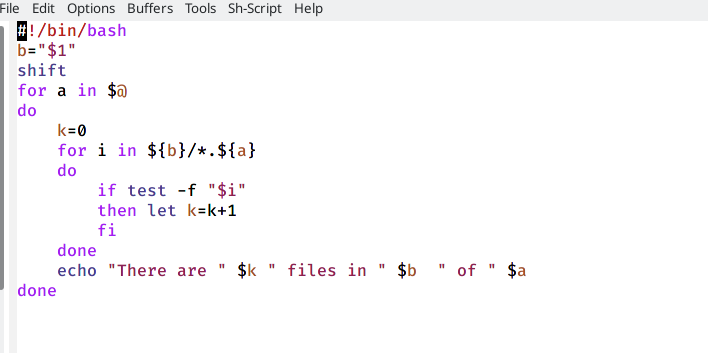 File Edit Options Buffers Tools Sh-Script Help
#!/bin/bash
b="$1"
shift
for a in $@
do
    k=0
    for i in ${b}/*.${a}
    do
        if test -f "$i"
        then let k=k+1
        fi
    done
    echo "There are " $k " files in " $b  " of " $a
done